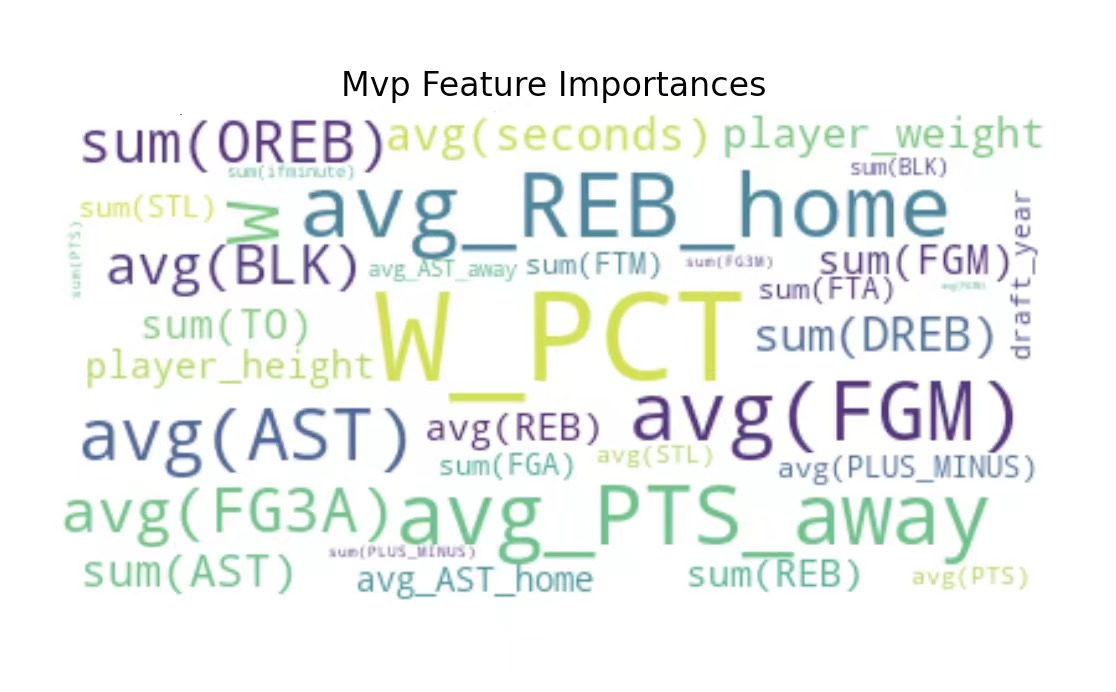 Mvp Feature Importances
sum(OREB) avg(seconds) player_weight
sum(ifminute) sum(BLK)
sum(STL) M avg_REB_home draft_year
sum(PTS) avg(BLK) avg_AST_away sum(FTM) sum(FG3M) sum(FGM)
sum(FTA)
sum(TO) W_PCT sum(DREB)
player_height
avg(AST) avg(REB) avg(FGM)
sum(FGA) avg(STL) avg(PLUS_MINUS)
avg(FG3A) avg_PTS_away
sum(PLUS_MINUS)
sum(AST) avg_AST_home sum(REB) avg(PTS)